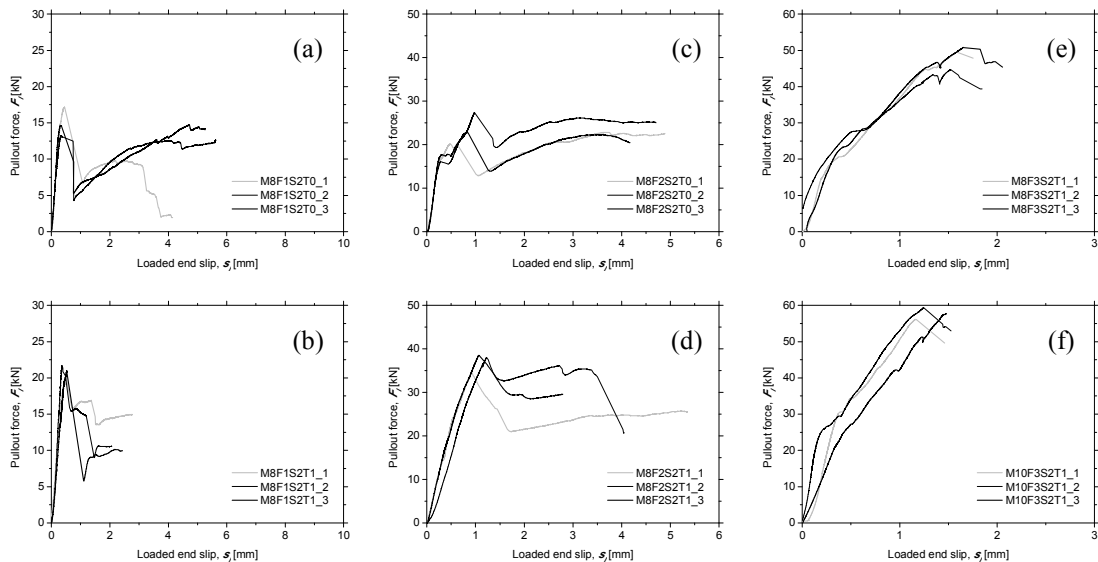 30
25
20
15
10
5
0
0 2 4 6 8 10
Pullout force, F_l [kN]
Loaded end slip, s_l [mm]
(a)
M8F1S2T0_1
M8F1S2T0_2
M8F1S2T0_3
50
40
30
20
10
0
0 1 2 3 4 5 6
Pullout force, F_l [kN]
Loaded end slip, s_l [mm]
(c)
M8F2S2T0_1
M8F2S2T0_2
M8F2S2T0_3
60
50
40
30
20
10
0
0 1 2 3
Pullout force, F_l [kN]
Loaded end slip, s_l [mm]
(e)
M8F3S2T1_1
M8F3S2T1_2
M8F3S2T1_3
30
25
20
15
10
5
0
0 2 4 6 8 10
Pullout force, F_l [kN]
Loaded end slip, s_l [mm]
(b)
M8F1S2T1_1
M8F1S2T1_2
M8F1S2T1_3
50
40
30
20
10
0
0 1 2 3 4 5 6
Pullout force, F_l [kN]
Loaded end slip, s_l [mm]
(d)
M8F2S2T1_1
M8F2S2T1_2
M8F2S2T1_3
60
50
40
30
20
10
0
0 1 2 3
Pullout force, F_l [kN]
Loaded end slip, s_l [mm]
(f)
M10F3S2T1_1
M10F3S2T1_2
M10F3S2T1_3